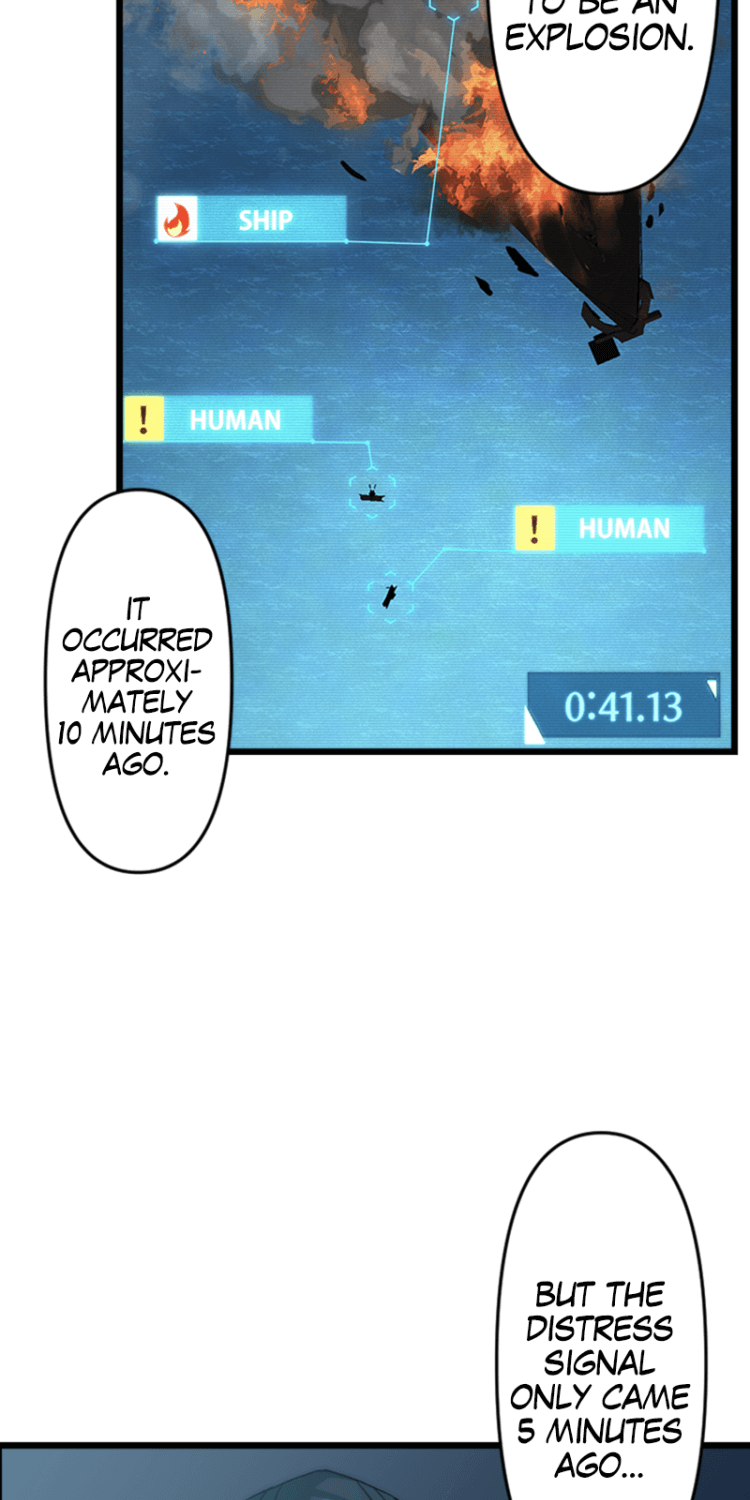 TO BE AN
EXPLOSION.
SHIP
! HUMAN
! HUMAN
IT
OCCURRED
APPROXI-
MATELY
10 MINUTES
AGO.
0:41.13
BUT THE
DISTRESS
SIGNAL
ONLY CAME
5 MINUTES
AGO...